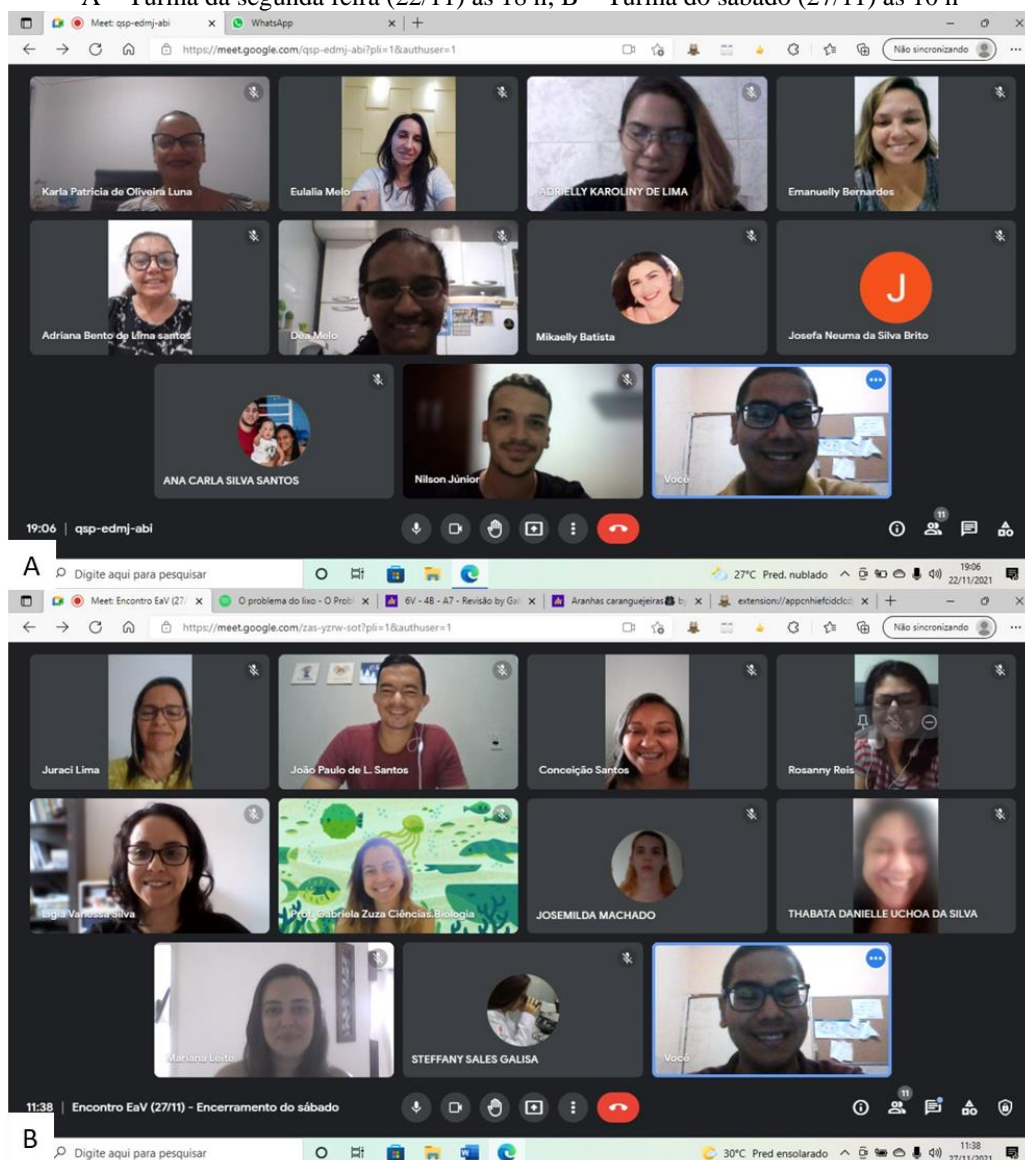 A – Turma da segunda feira (22/11) às 18 h; B – Turma do sábado (27/11) às 10 h
Meet: qsp-edmj-abi
WhatsApp
https://meet.google.com/qsp-edmj-abi?pli=1&authuser=1
Não sincronizando
Karla Patricia de Oliveira Luna
Eulalia Melo
ADRIELLY KAROLINY DE LIMA
Emanuelly Bernardes
Adriana Bento de Lima santos
Déa Melo
Mikaelly Batista
J
Josefa Neuma da Silva Brito
ANA CARLA SILVA SANTOS
Nilson Júnior
Você
19:06 | qsp-edmj-abi
11
A
Digite aqui para pesquisar
27°C Pred. nublado
19:06
22/11/2021
Meet: Encontro EaV (27/
O problema do lixo - O Probl
6V - 4B - A7 - Revisão by Gal
Aranhas caranguejeiras by
https://meet.google.com/zas-yzrw-sot?pli=1&authuser=1
Não sincronizando
Juraci Lima
João Paulo de L. Santos
Conceição Santos
Rosanny Reis
Ligia Vanessa Silva
Prof. Gabriela Zuza Ciências.Biologia
JOSEMILDA MACHADO
THABATA DANIELLE UCHOA DA SILVA
Mariana Leite
STEFFANY SALES GALISA
Você
11:38 | Encontro EaV (27/11) - Encerramento do sábado
11
B
Digite aqui para pesquisar
30°C Pred ensolarado
11:38
27/11/2021